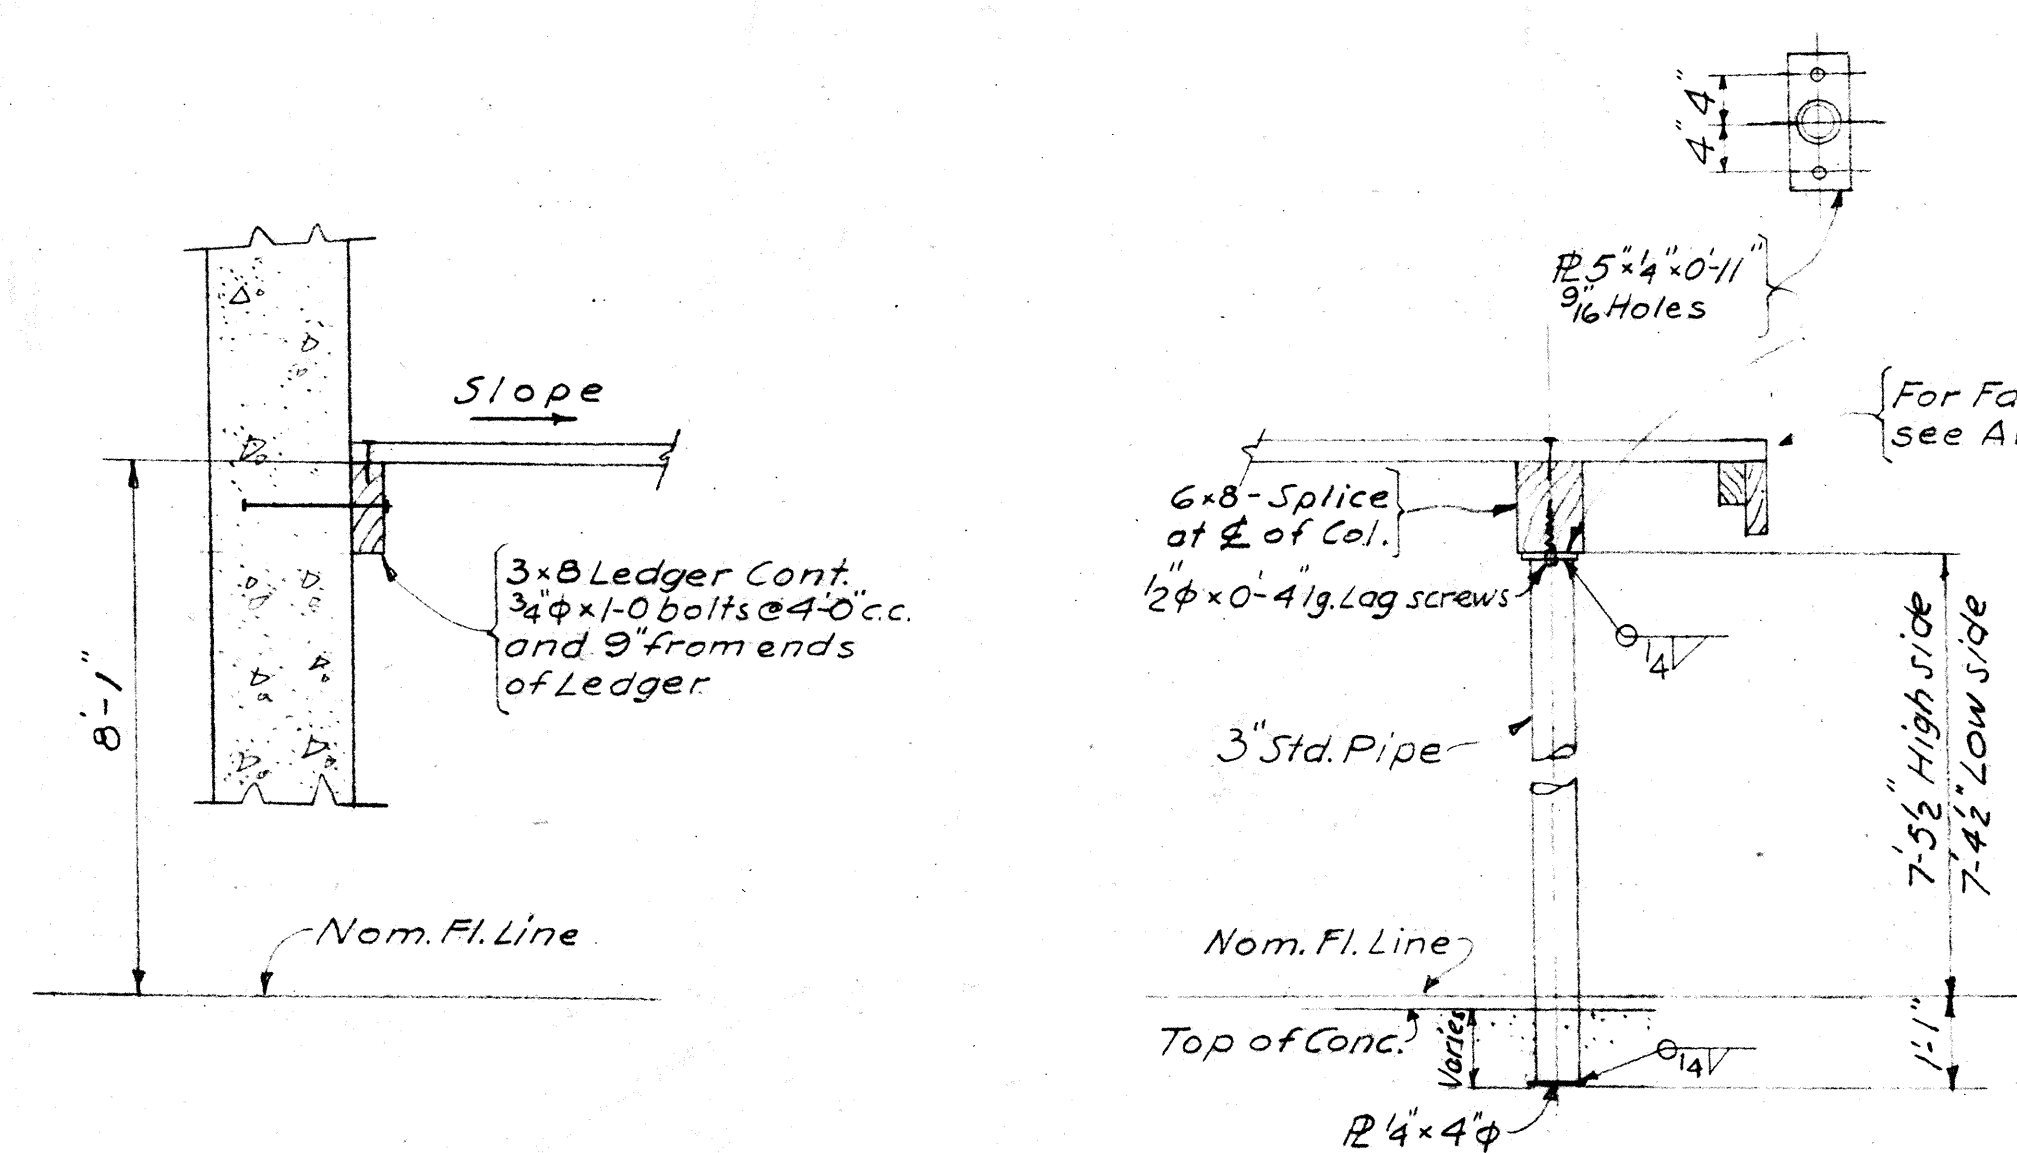 Slope
3×8 Ledger Cont.
3/4"φ×1-0 bolts @ 4'-0" c.c.
and 9" from ends
of Ledger
8'-1"
Nom. Fl. Line
4" 4"
℄ 5"×1/4"×0'-11"
9/16" Holes
For
see
6×8-Splice
at ℄ of Col.
1/2"φ×0'-4" lg. Lag screws
1/4
3" Std. Pipe
7'-5 1/2" High side
7'-4 1/2" Low side
Nom. Fl. Line
Top of Conc.
Varies
1/4
1'-1"
PL 1/4"×4"φ